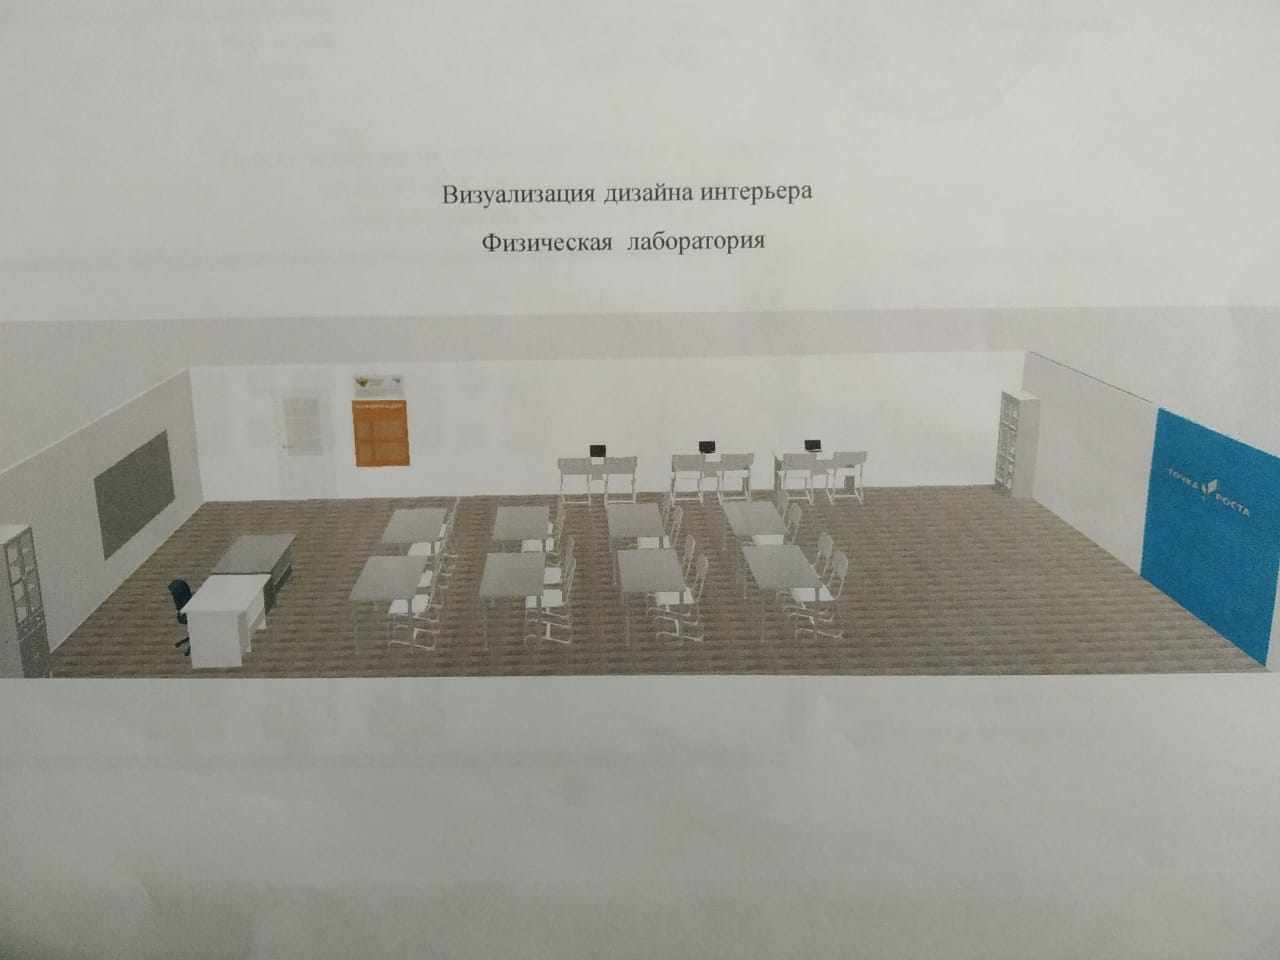 Визуализация дизайна интерьера
Физическая лаборатория
ТОЧКА РОСТА